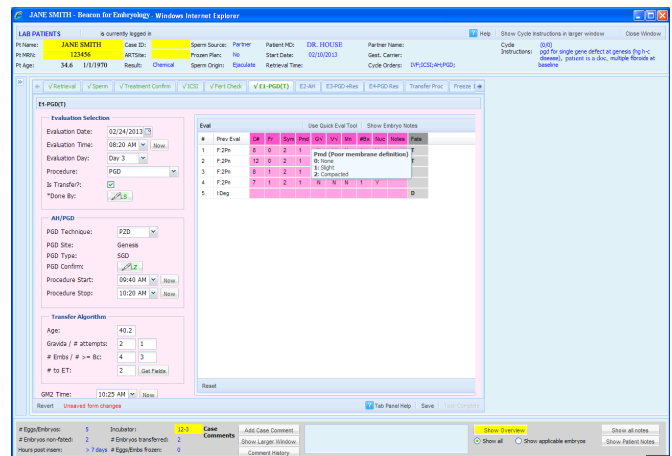 JANE SMITH - Beacon for Embryology - Windows Internet Explorer
LAB PATIENTS is currently logged in Help Show Cycle Instructions in larger window Close Window
Pt Name: JANE SMITH Case ID: Sperm Source: Partner Patient MD: DR. HOUSE Partner Name: Cycle Instructions: (0/0)
Pt MRN: 123456 ARTSite: Frozen Plan: No Start Date: 02/10/2013 Gest. Carrier: pgd for single gene defect at genesis (hg h-c disease), patient is a doc, multiple fibroids at baseline
Pt Age: 34.6 1/1/1970 Result: Chemical Sperm Origin: Ejaculate Retrieval Time: Cycle Orders: IVF;ICSI;AH;PGD;
√Retrieval √Sperm √Treatment Confirm √ICSI √Fert Check √E1-PGD(T) E2-AH E3-PGD+Res E4-PGD Res Freeze 1
E1-PGD(T)
Evaluation Selection
Evaluation Date: 02/24/2013
Evaluation Time: 08:20 AM Now
Evaluation Day: Day 3
Procedure: PGD
Is Transfer?:
*Done By: LS
AH/PGD
PGD Technique: PZD
PGD Site: Genesis
PGD Type: SGD
PGD Confirm: LZ
Procedure Start: 09:40 AM Now
Procedure Stop: 10:20 AM Now
Transfer Algorithm
Age: 40.2
Gravida / # attempts: 2 1
# Embs / # >= 8c: 4 3
# to ET: 2 Get Fields
GM2 Time: 10:25 AM Now
Eval Use Quick Eval Tool Show Embryo Notes
# Prev Eval C# Fr Sym Pmd Gv Vv Mn #Bx Nuc Notes Fate
1 F:2Pn 8 0 2 1 T
2 F:2Pn 12 0 2 1
3 F:2Pn 8 1 2 1 T
4 F:2Pn 7 1 2 1 N N N 1 Y
5 I:Deg D
Pmd (Poor membrane definition)
0: None
1: Slight
2: Compacted
Reset
Revert Unsaved form changes Tab Panel Help Save
# Eggs/Embryos: 5 Incubator: 12-3 Case Comments Add Case Comment Show Overview Show all notes
# Embryos non-fated: 2 # Embryos transferred: 2 Show Larger Window Show all Show applicable embryos Show Patient Notes
Hours post insem: > 7 days # Eggs/Embs frozen: 0 Comment History